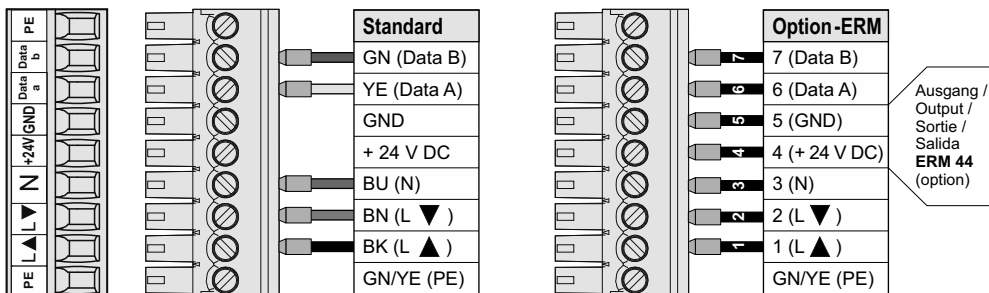 PE
Data b
Data a
GND
+24V
N
L▼
L▲
PE
Standard
GN (Data B)
YE (Data A)
GND
+ 24 V DC
BU (N)
BN (L ▼ )
BK (L ▲ )
GN/YE (PE)
7
6
5
4
3
2
1
Option-ERM
7 (Data B)
6 (Data A)
5 (GND)
4 (+ 24 V DC)
3 (N)
2 (L ▼ )
1 (L ▲ )
GN/YE (PE)
Ausgang /
Output /
Sortie /
Salida
ERM 44
(option)